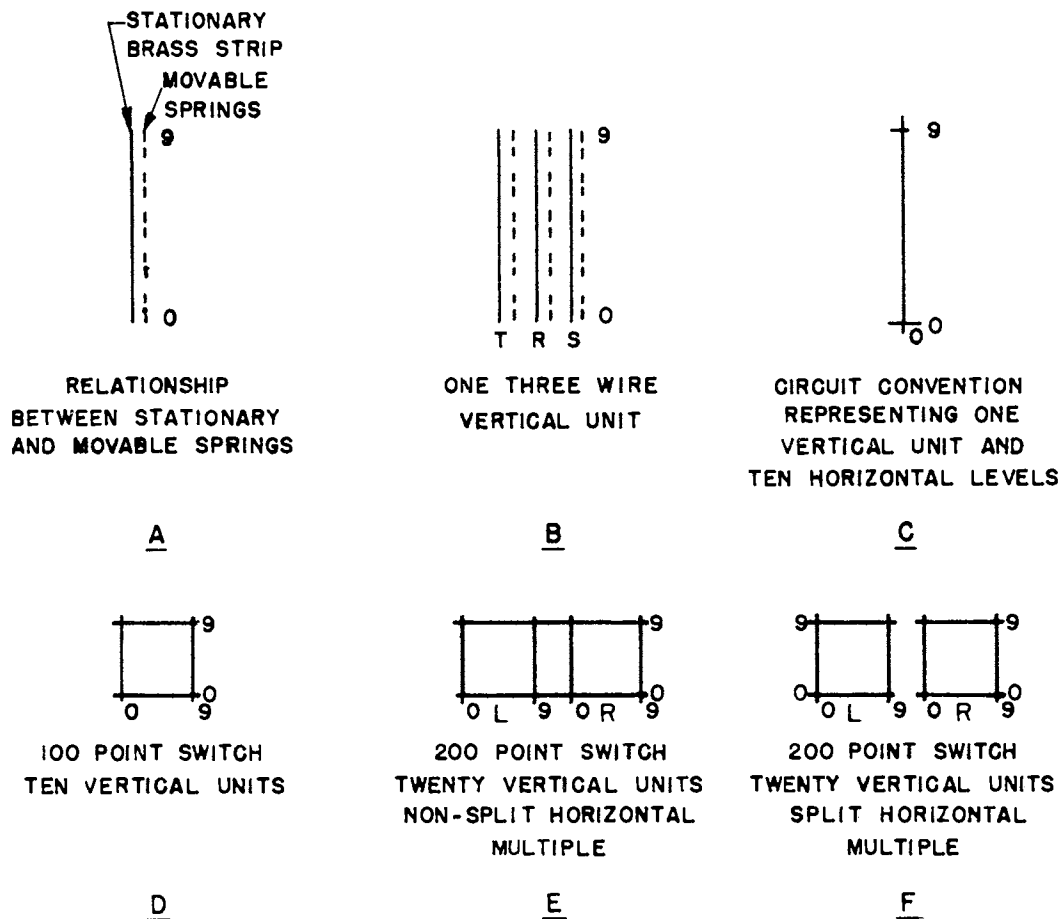 STATIONARY
BRASS STRIP
MOVABLE
SPRINGS
9
0
RELATIONSHIP
BETWEEN STATIONARY
AND MOVABLE SPRINGS
A
9
0
T R S
ONE THREE WIRE
VERTICAL UNIT
B
9
0
0
CIRCUIT CONVENTION
REPRESENTING ONE
VERTICAL UNIT AND
TEN HORIZONTAL LEVELS
C
9
0
0 9
100 POINT SWITCH
TEN VERTICAL UNITS
D
9
0
0 L 9 0 R 9
200 POINT SWITCH
TWENTY VERTICAL UNITS
NON-SPLIT HORIZONTAL
MULTIPLE
E
9 9
0 0
0 L 9 0 R 9
200 POINT SWITCH
TWENTY VERTICAL UNITS
SPLIT HORIZONTAL
MULTIPLE
F